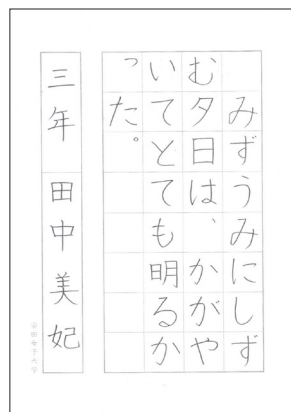 みずうみにしず
む夕日は、かがや
いてとても明るか
った。
三年 田中美妃